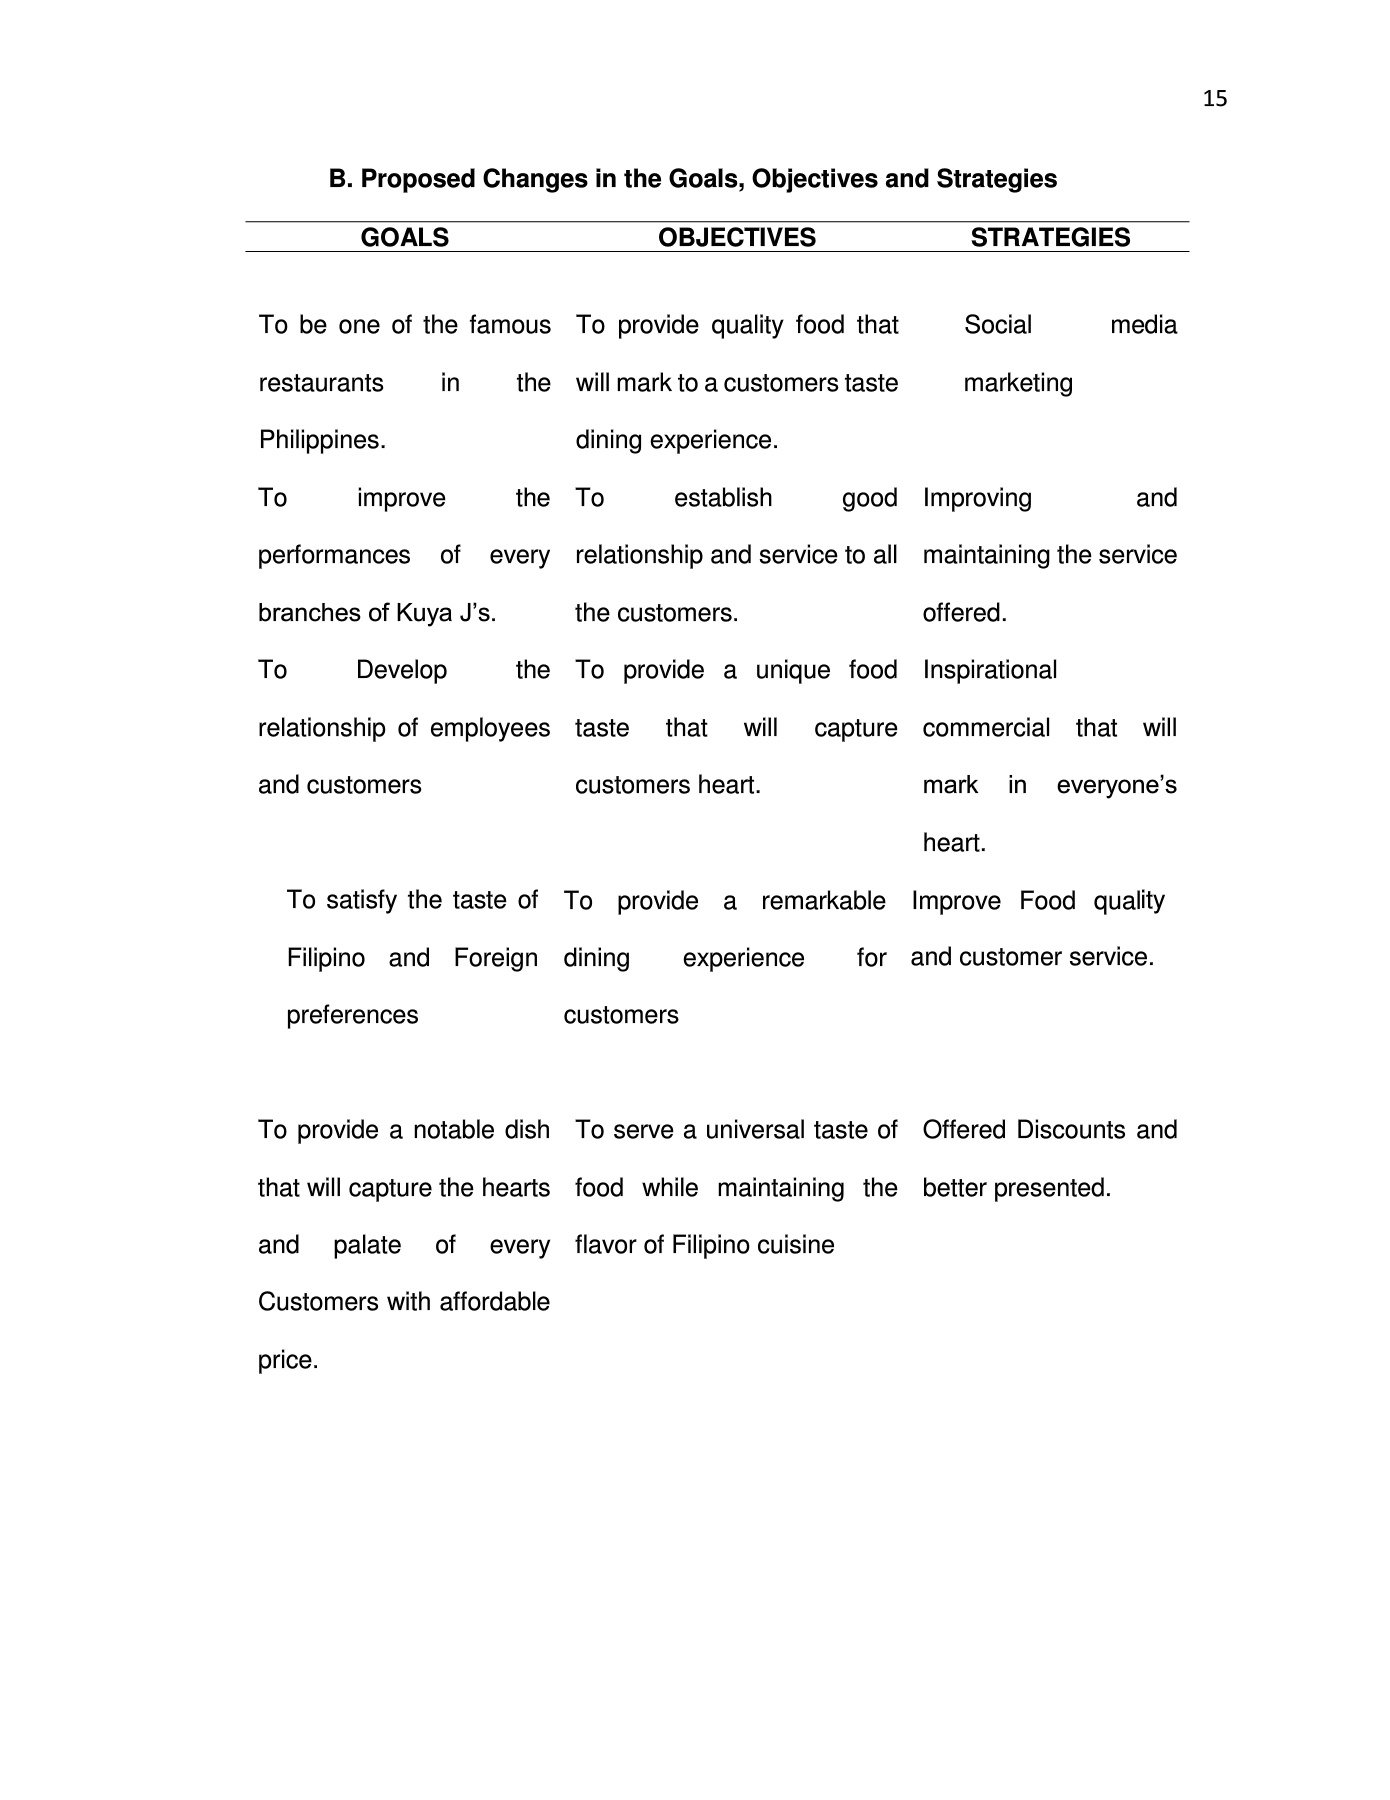 15
B. Proposed Changes in the Goals, Objectives and Strategies
GOALS OBJECTIVES STRATEGIES
To be one of the famous To provide quality food that Social media
restaurants in the will mark to a customers taste marketing
Philippines. dining experience.
To improve the To establish good Improving and
performances of every relationship and service to all maintaining the service
branches of Kuya J’s. the customers. offered.
To Develop the To provide a unique food Inspirational
relationship of employees taste that will capture commercial that will
and customers customers heart. mark in everyone’s
heart.
To satisfy the taste of To provide a remarkable Improve Food quality
Filipino and Foreign dining experience for and customer service.
preferences customers
To provide a notable dish To serve a universal taste of Offered Discounts and
that will capture the hearts food while maintaining the better presented.
and palate of every flavor of Filipino cuisine
Customers with affordable
price.